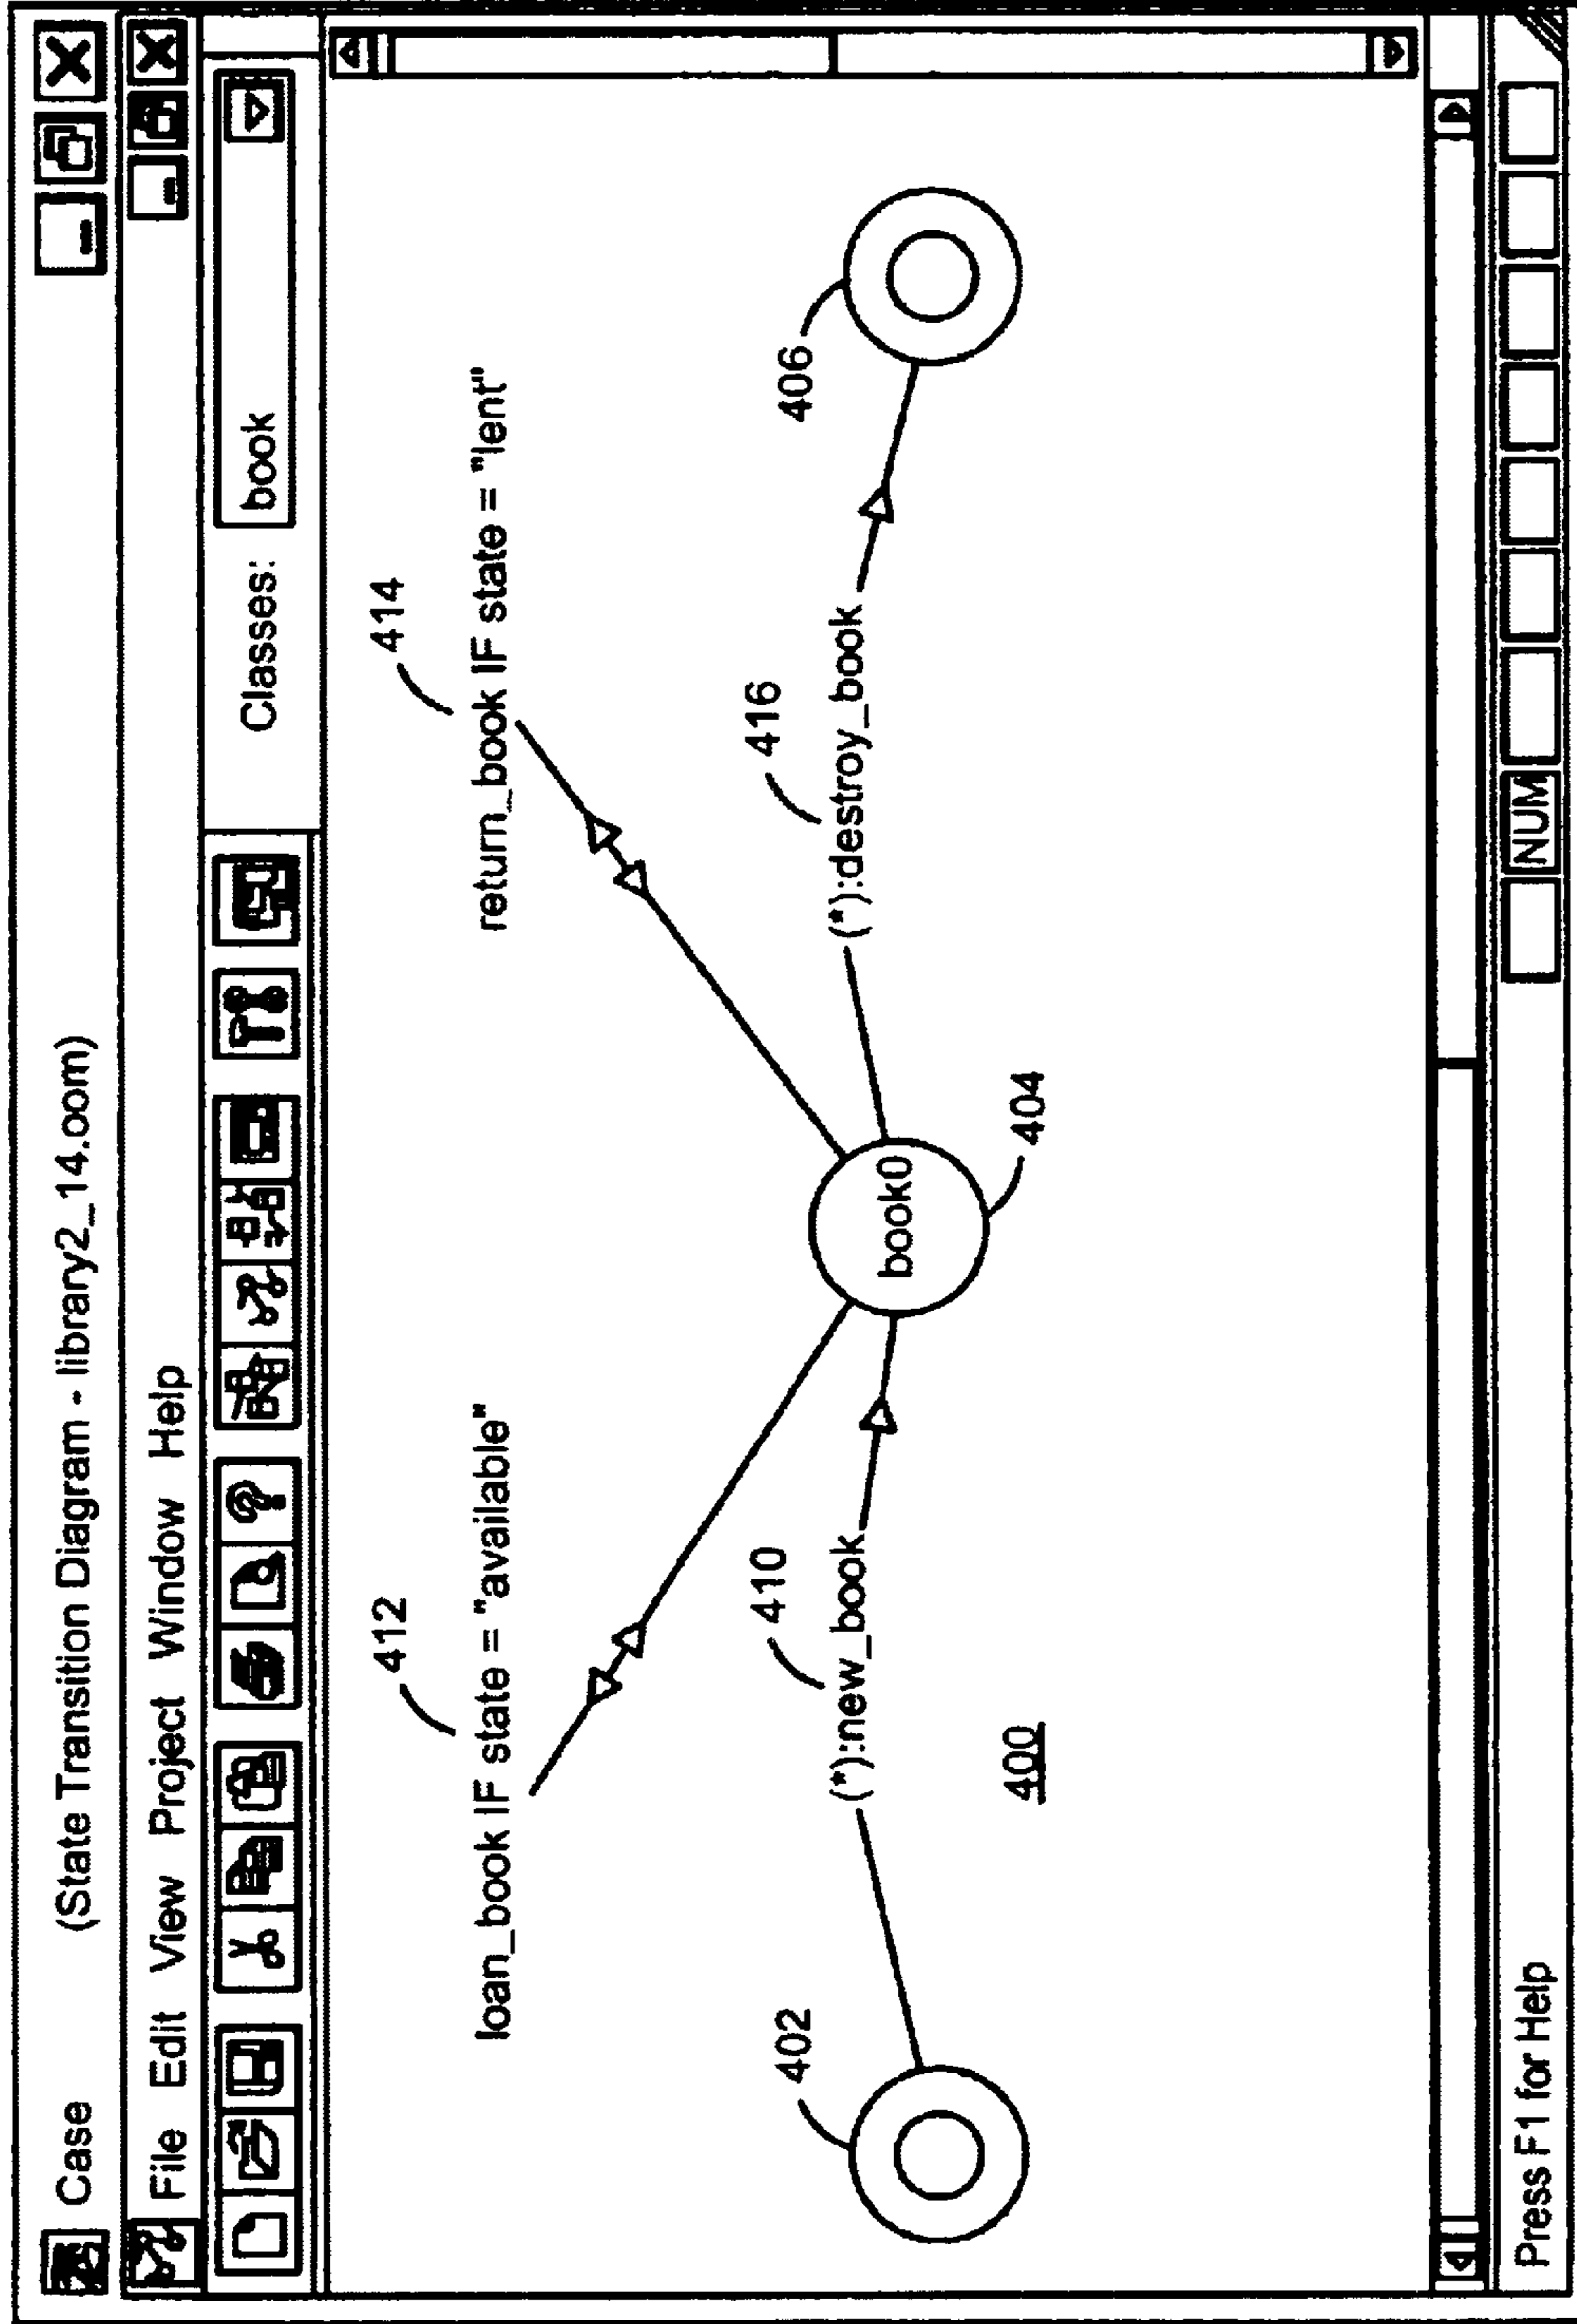 Case (State Transition Diagram - library2_14.oom)
File Edit View Project Window Help
Classes: book
412
414
loan_book IF state = "available"
return_book IF state = "lent"
402
410
416
406
(*):new_book
(*):destroy_book
book0
400
404
Press F1 for Help
NUM